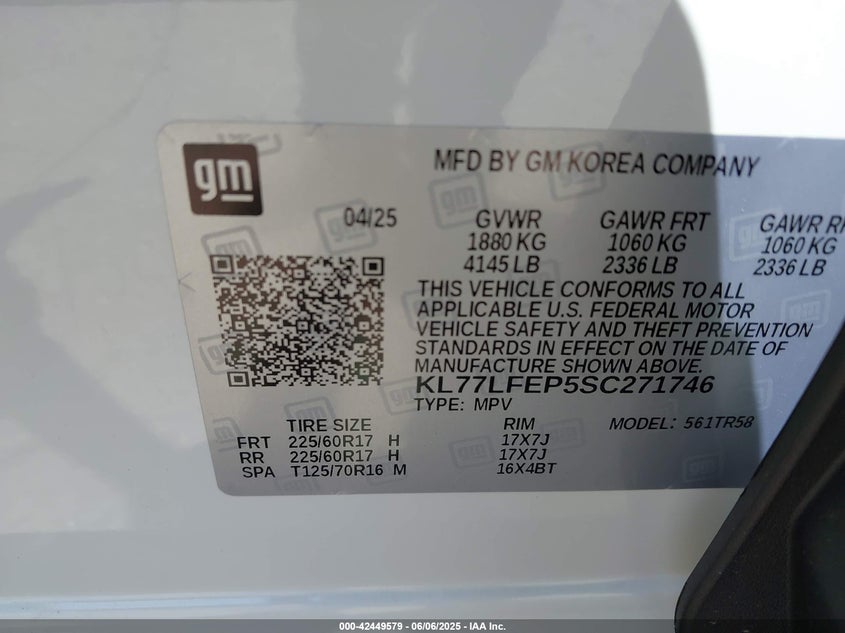 gm
MFD BY GM KOREA COMPANY
04/25 GVWR GAWR FRT GAWR
1880 KG 1060 KG 1060 KG
4145 LB 2336 LB 2336 LB
THIS VEHICLE CONFORMS TO ALL
APPLICABLE U.S. FEDERAL MOTOR
VEHICLE SAFETY AND THEFT PREVENTION
STANDARDS IN EFFECT ON THE DATE OF
MANUFACTURE SHOWN ABOVE.
KL77LFEP5SC271746
TYPE: MPV MODEL: 561TR58
TIRE SIZE RIM
FRT 225/60R17 H 17X7J
RR 225/60R17 H 17X7J
SPA T125/70R16 M 16X4BT
000-42449579 - 06/06/2025 - IAA Inc.